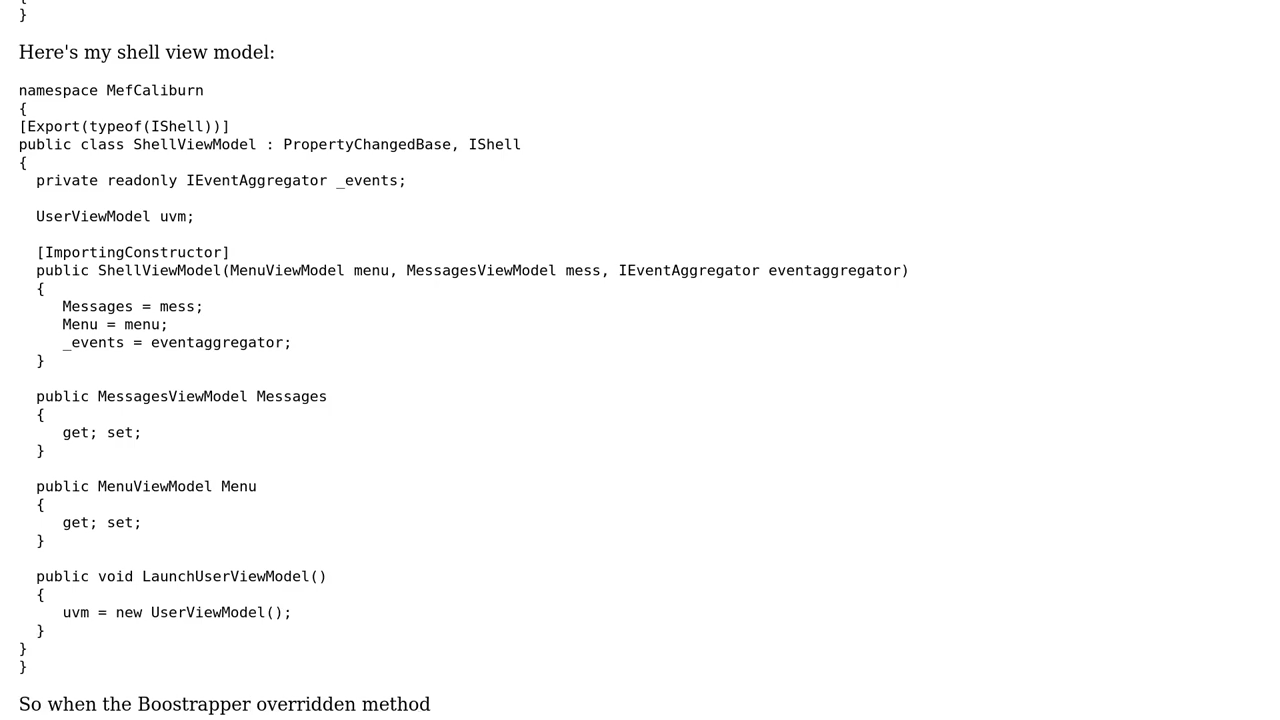 }
Here's my shell view model:
namespace MefCaliburn
{
[Export(typeof(IShell))]
public class ShellViewModel : PropertyChangedBase, IShell
{
  private readonly IEventAggregator _events;

  UserViewModel uvm;

  [ImportingConstructor]
  public ShellViewModel(MenuViewModel menu, MessagesViewModel mess, IEventAggregator eventaggregator)
  {
     Messages = mess;
     Menu = menu;
     _events = eventaggregator;
  }

  public MessagesViewModel Messages
  {
     get; set;
  }

  public MenuViewModel Menu
  {
     get; set;
  }

  public void LaunchUserViewModel()
  {
     uvm = new UserViewModel();
  }
}
}
So when the Boostrapper overridden method